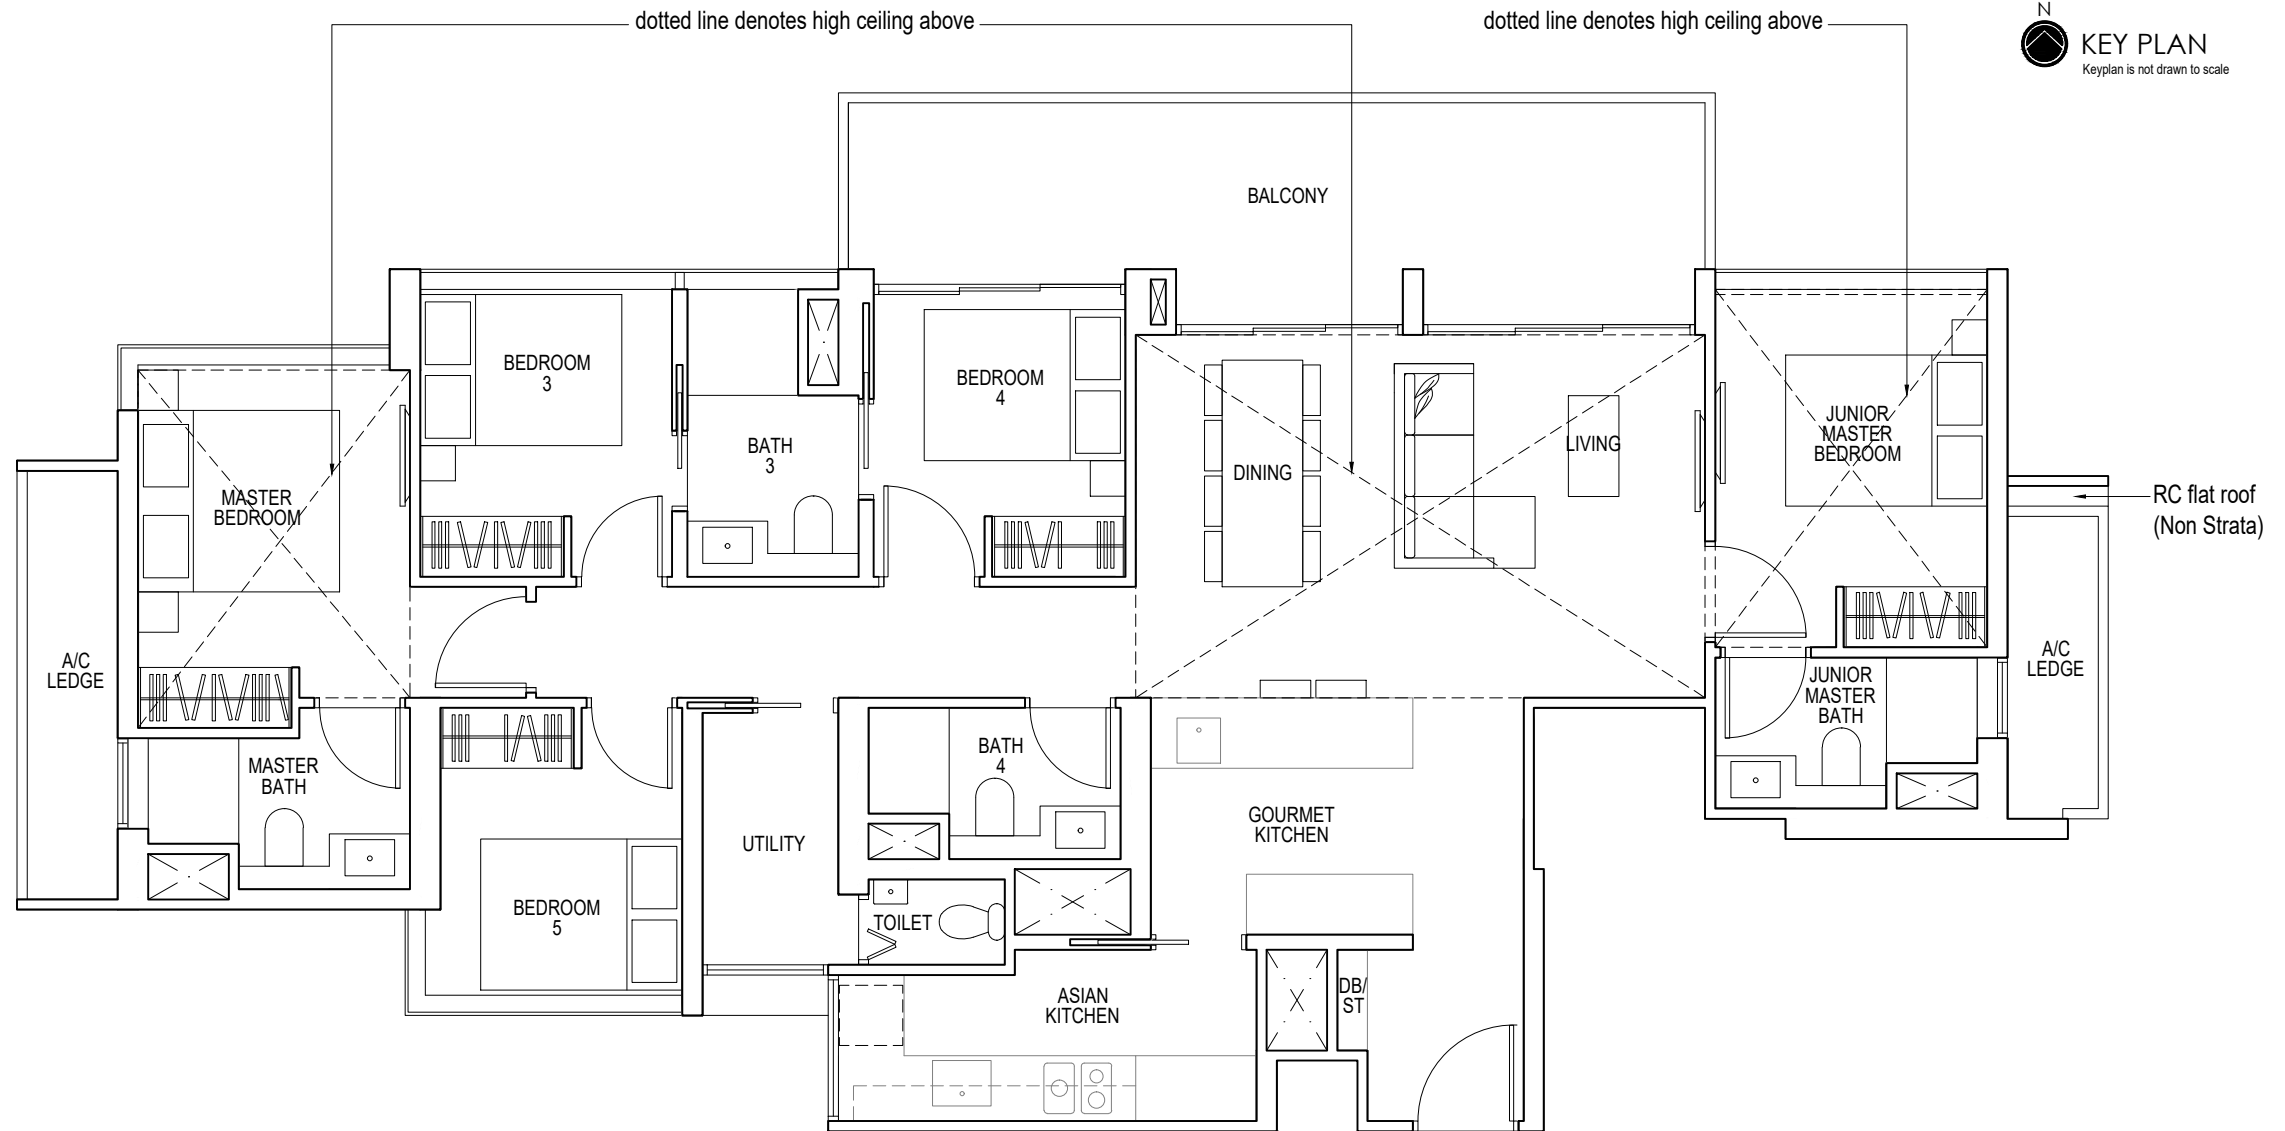 dotted line denotes high ceiling above
dotted line denotes high ceiling above
N
KEY PLAN
Keyplan is not drawn to scale
BALCONY
BEDROOM
3
BEDROOM
4
BATH
3
DINING
LIVING
JUNIOR
MASTER
BEDROOM
MASTER
BEDROOM
RC flat roof
(Non Strata)
A/C
LEDGE
A/C
LEDGE
JUNIOR
MASTER
BATH
MASTER
BATH
BATH
4
UTILITY
GOURMET
KITCHEN
BEDROOM
5
TOILET
ASIAN
KITCHEN
DB/
ST